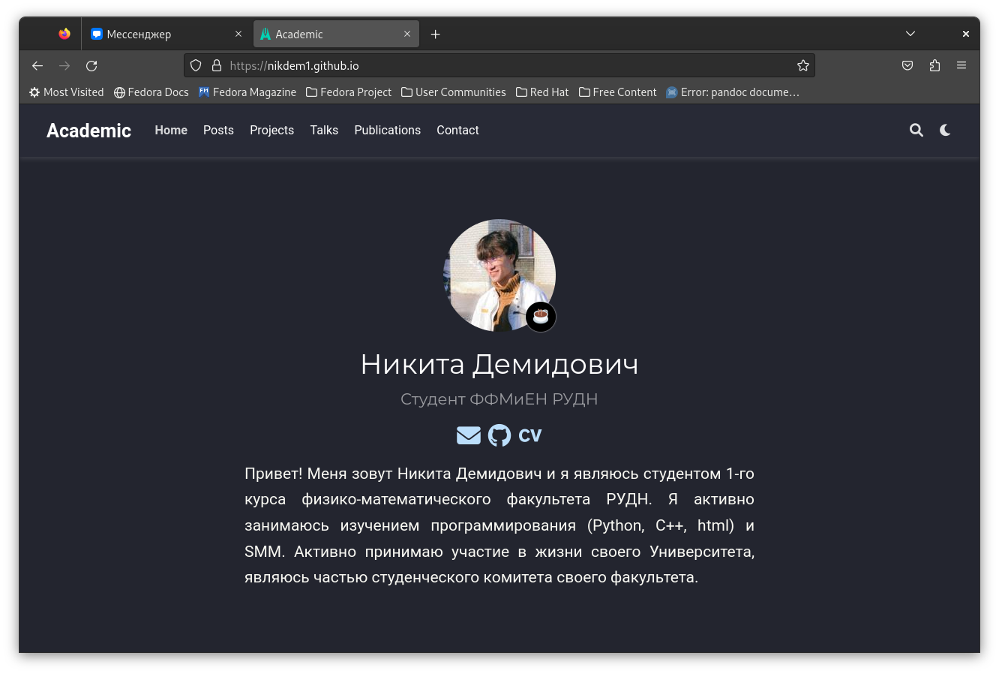 Мессенджер
Academic
https://nikdem1.github.io
Most Visited Fedora Docs Fedora Magazine Fedora Project User Communities Red Hat Free Content Error: pandoc docume…
Academic Home Posts Projects Talks Publications Contact
Никита Демидович
Студент ФФМиЕН РУДН
CV
Привет! Меня зовут Никита Демидович и я являюсь студентом 1-го
курса физико-математического факультета РУДН. Я активно
занимаюсь изучением программирования (Python, C++, html) и
SMM. Активно принимаю участие в жизни своего Университета,
являюсь частью студенческого комитета своего факультета.